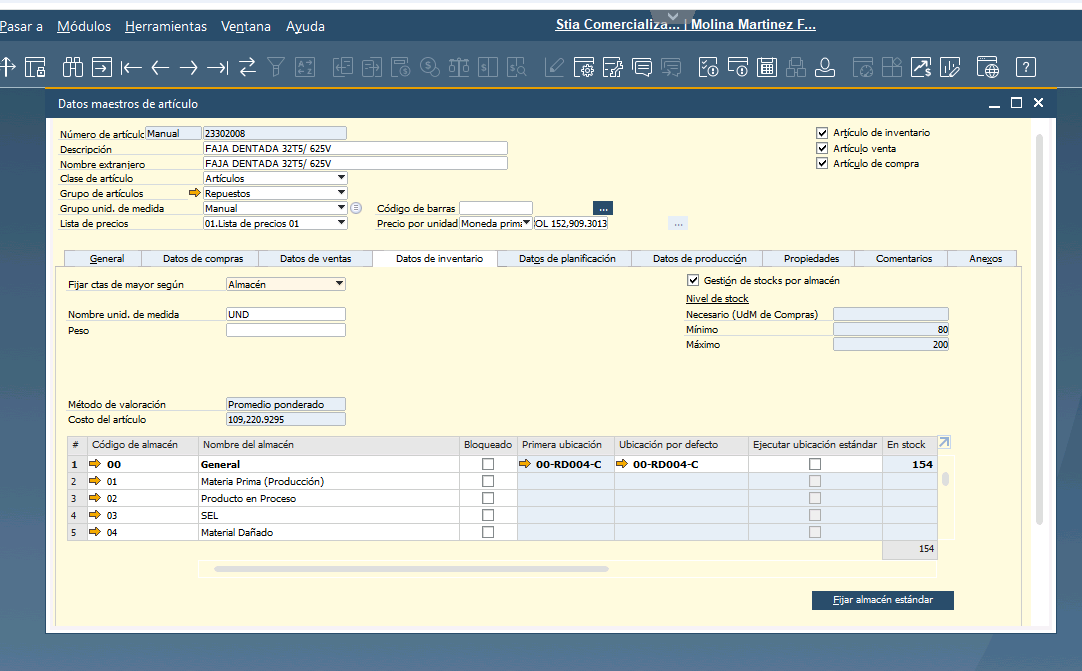 Pasar a Módulos Herramientas Ventana Ayuda Stia Comercializa... | Molina Martinez F...
Datos maestros de artículo
Número de artículo Manual 23302008 Artículo de inventario
Descripción FAJA DENTADA 32T5/ 625V Artículo venta
Nombre extranjero FAJA DENTADA 32T5/ 625V Artículo de compra
Clase de artículo Artículos
Grupo de artículos Repuestos
Grupo unid. de medida Manual Código de barras ...
Lista de precios 01.Lista de precios 01 Precio por unidad Moneda prima OL 152,909.3013 ...
General Datos de compras Datos de ventas Datos de inventario Datos de planificación Datos de producción Propiedades Comentarios Anexos
Fijar ctas de mayor según Almacén Gestión de stocks por almacén
Nivel de stock
Nombre unid. de medida UND Necesario (UdM de Compras)
Peso Mínimo 80
Máximo 200
Método de valoración Promedio ponderado
Costo del artículo 109,220.9295
# Código de almacén Nombre del almacén Bloqueado Primera ubicación Ubicación por defecto Ejecutar ubicación estándar En stock
1 00 General 00-RD004-C 00-RD004-C 154
2 01 Materia Prima (Producción)
3 02 Producto en Proceso
4 03 SEL
5 04 Material Dañado
154
Fijar almacén estándar